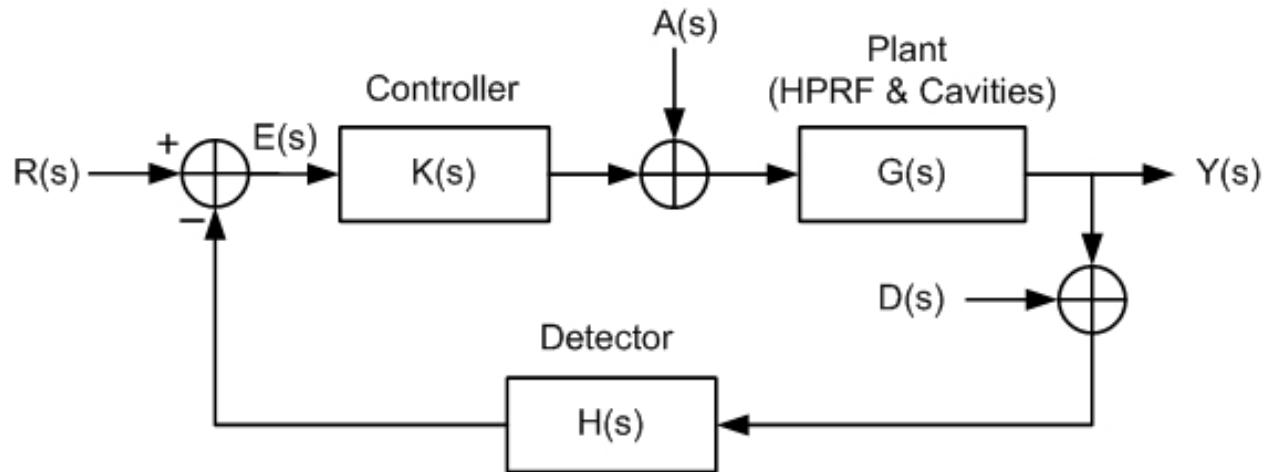 A(s)
Plant
(HPRF & Cavities)
Controller
+
E(s)
R(s)
K(s)
G(s)
Y(s)
−
D(s)
Detector
H(s)